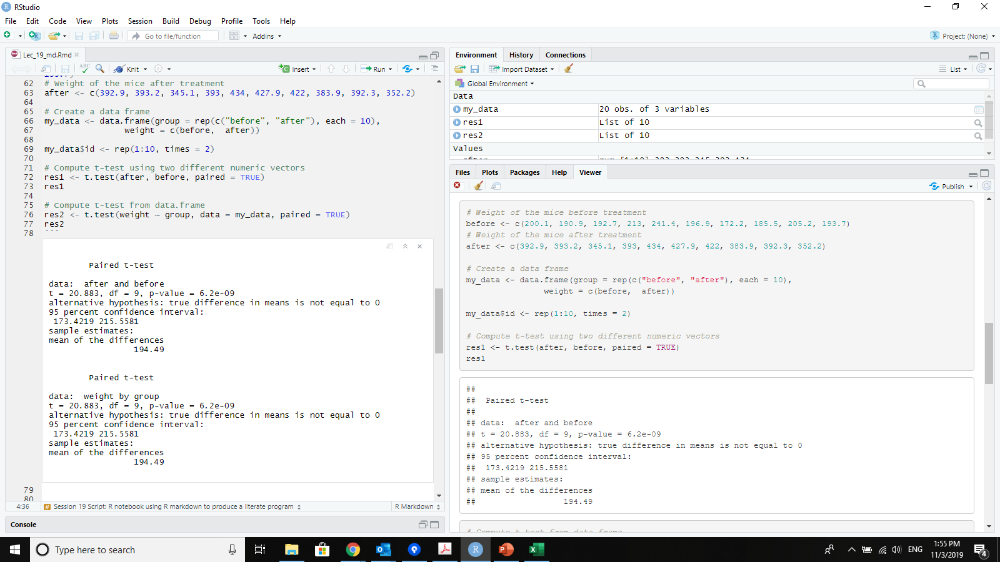 RStudio
File Edit Code View Plots Session Build Debug Profile Tools Help
Go to file/function Addins Project: (None)
Lec_19_md.Rmd
ABC Knit Insert Run
62 # Weight of the mice after treatment
63 after <- c(392.9, 393.2, 345.1, 393, 434, 427.9, 422, 383.9, 392.3, 352.2)
64
65 # Create a data frame
66 my_data <- data.frame(group = rep(c("before", "after"), each = 10),
67 weight = c(before, after))
68
69 my_data$id <- rep(1:10, times = 2)
70
71 # Compute t-test using two different numeric vectors
72 res1 <- t.test(after, before, paired = TRUE)
73 res1
74
75 # Compute t-test from data.frame
76 res2 <- t.test(weight ~ group, data = my_data, paired = TRUE)
77 res2
78 ```
Paired t-test
data: after and before
t = 20.883, df = 9, p-value = 6.2e-09
alternative hypothesis: true difference in means is not equal to 0
95 percent confidence interval:
173.4219 215.5581
sample estimates:
mean of the differences
194.49
Paired t-test
data: weight by group
t = 20.883, df = 9, p-value = 6.2e-09
alternative hypothesis: true difference in means is not equal to 0
95 percent confidence interval:
173.4219 215.5581
sample estimates:
mean of the differences
194.49
79
80
4:36 # Session 19 Script: R notebook using R markdown to produce a literate program R Markdown
Console
Environment History Connections
Import Dataset List
Global Environment
Data
my_data 20 obs. of 3 variables
res1 List of 10
res2 List of 10
Values
after num [1:10] 393 393 345 393 434
Files Plots Packages Help Viewer
Publish
# Weight of the mice before treatment
before <- c(200.1, 190.9, 192.7, 213, 241.4, 196.9, 172.2, 185.5, 205.2, 193.7)
# Weight of the mice after treatment
after <- c(392.9, 393.2, 345.1, 393, 434, 427.9, 422, 383.9, 392.3, 352.2)
# Create a data frame
my_data <- data.frame(group = rep(c("before", "after"), each = 10),
weight = c(before, after))
my_data$id <- rep(1:10, times = 2)
# Compute t-test using two different numeric vectors
res1 <- t.test(after, before, paired = TRUE)
res1
##
## Paired t-test
##
## data: after and before
## t = 20.883, df = 9, p-value = 6.2e-09
## alternative hypothesis: true difference in means is not equal to 0
## 95 percent confidence interval:
## 173.4219 215.5581
## sample estimates:
## mean of the differences
## 194.49
# Compute t-test from data.frame
Type here to search
ENG
1:55 PM
11/3/2019
4